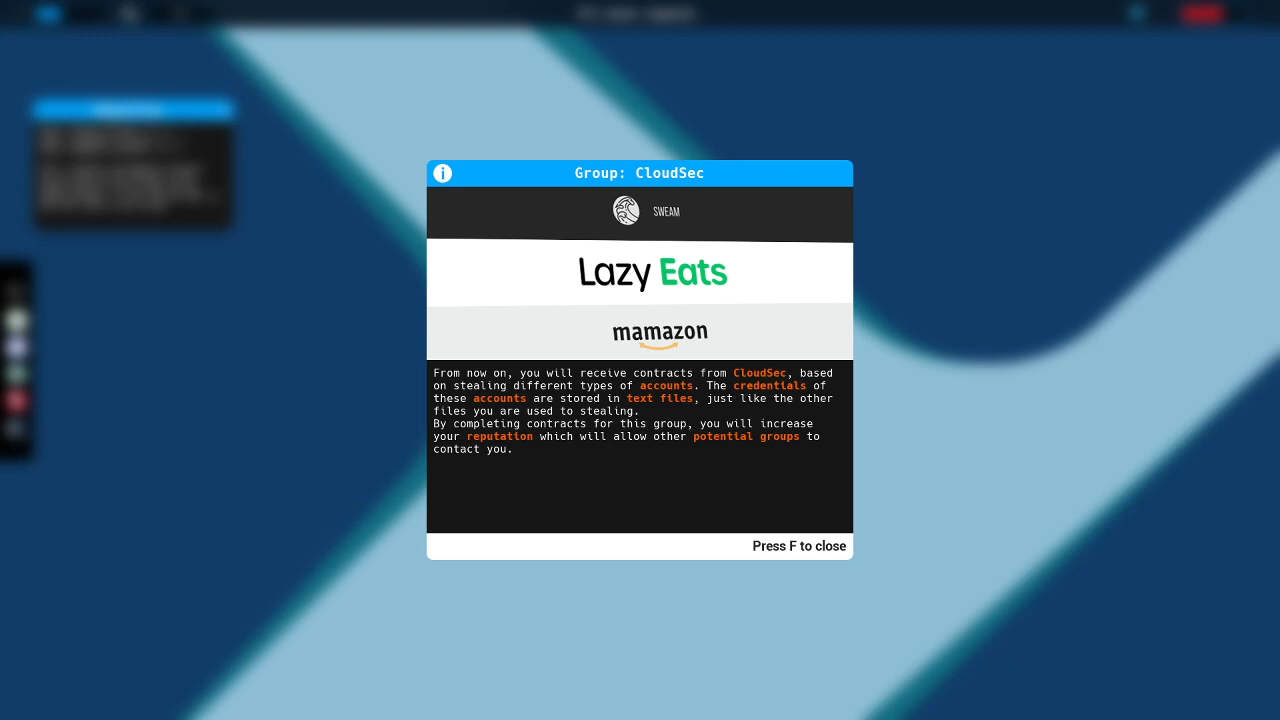 Group: CloudSec
SWEAM
Lazy Eats
mamazon
From now on, you will receive contracts from CloudSec, based
on stealing different types of accounts. The credentials of
these accounts are stored in text files, just like the other
files you are used to stealing.
By completing contracts for this group, you will increase
your reputation which will allow other potential groups to
contact you.
Press F to close